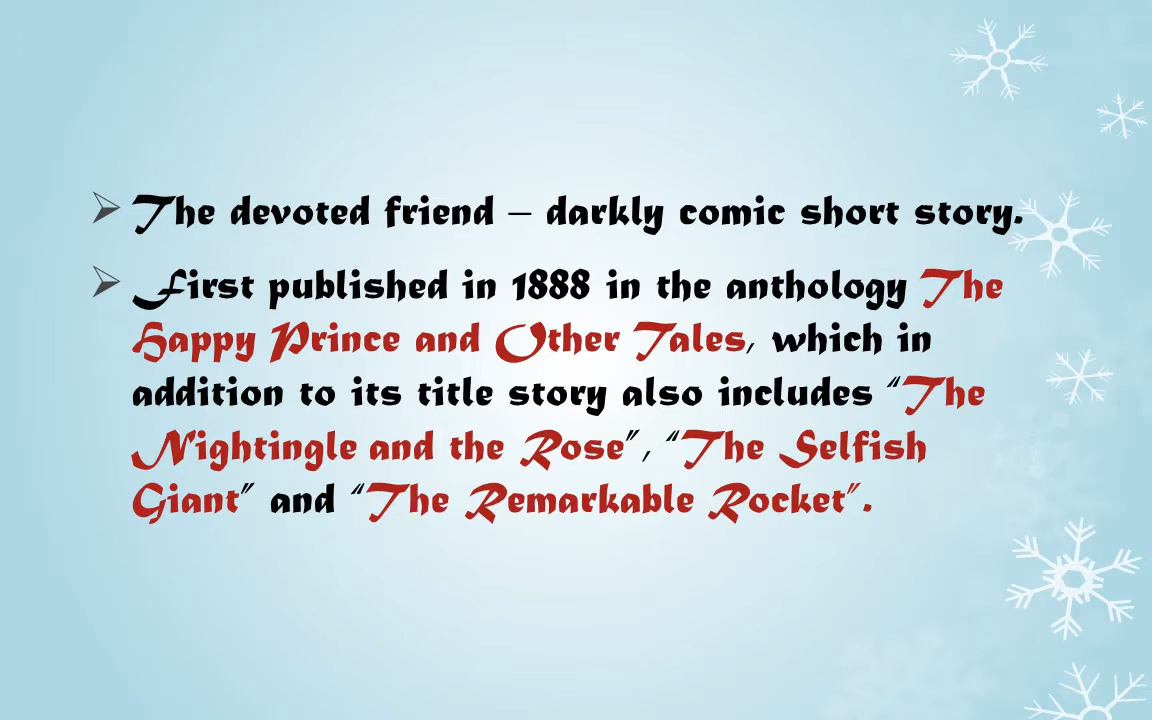 The devoted friend – darkly comic short story.
First published in 1888 in the anthology The
Happy Prince and Other Tales, which in
addition to its title story also includes “The
Nightingle and the Rose”, “The Selfish
Giant” and “The Remarkable Rocket”.